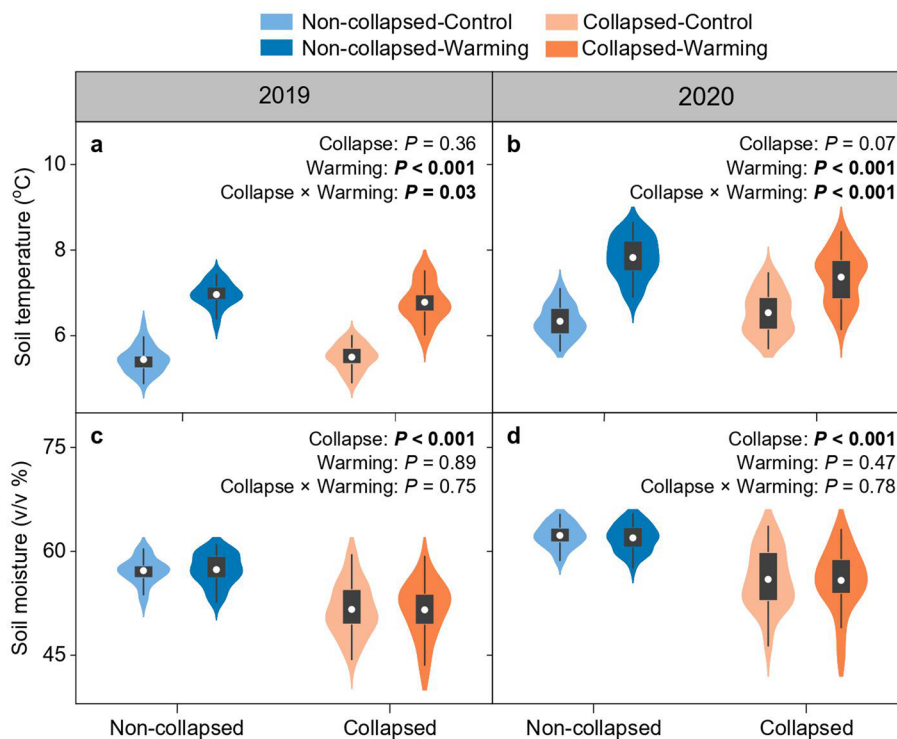 Non-collapsed-Control
Collapsed-Control
Non-collapsed-Warming
Collapsed-Warming
2019
2020
a
Collapse: P = 0.36
Warming: P < 0.001
Collapse × Warming: P = 0.03
b
Collapse: P = 0.07
Warming: P < 0.001
Collapse × Warming: P < 0.001
Soil temperature (°C)
10
8
6
c
Collapse: P < 0.001
Warming: P = 0.89
Collapse × Warming: P = 0.75
d
Collapse: P < 0.001
Warming: P = 0.47
Collapse × Warming: P = 0.78
Soil moisture (v/v %)
75
60
45
Non-collapsed
Collapsed
Non-collapsed
Collapsed